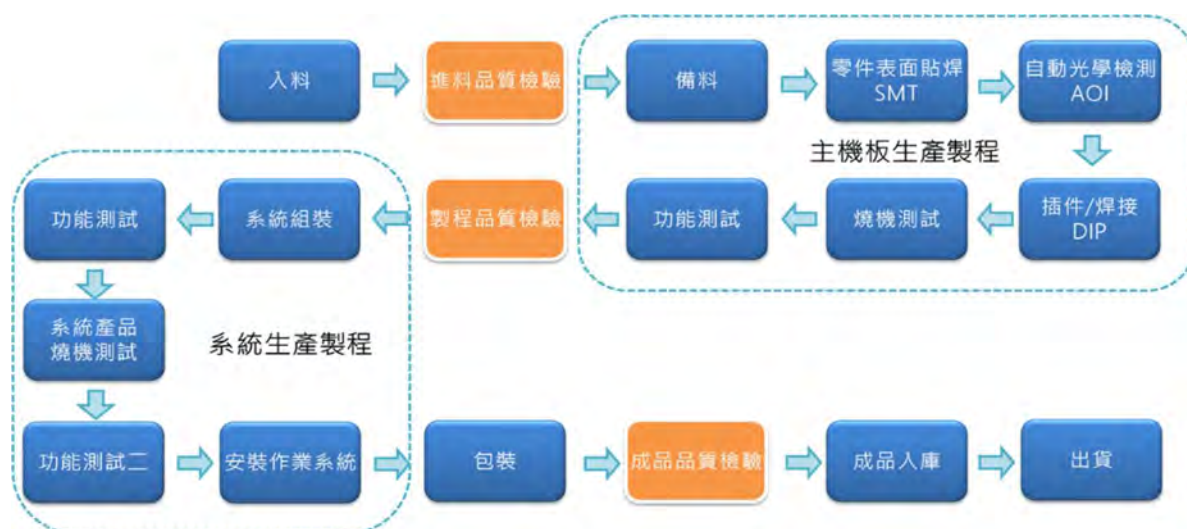 入料
進料品質檢驗
備料
零件表面貼焊
SMT
自動光學檢測
AOI
主機板生產製程
插件/焊接
DIP
燒機測試
功能測試
製程品質檢驗
系統組裝
功能測試
系統產品
燒機測試
系統生產製程
功能測試二
安裝作業系統
包裝
成品品質檢驗
成品入庫
出貨